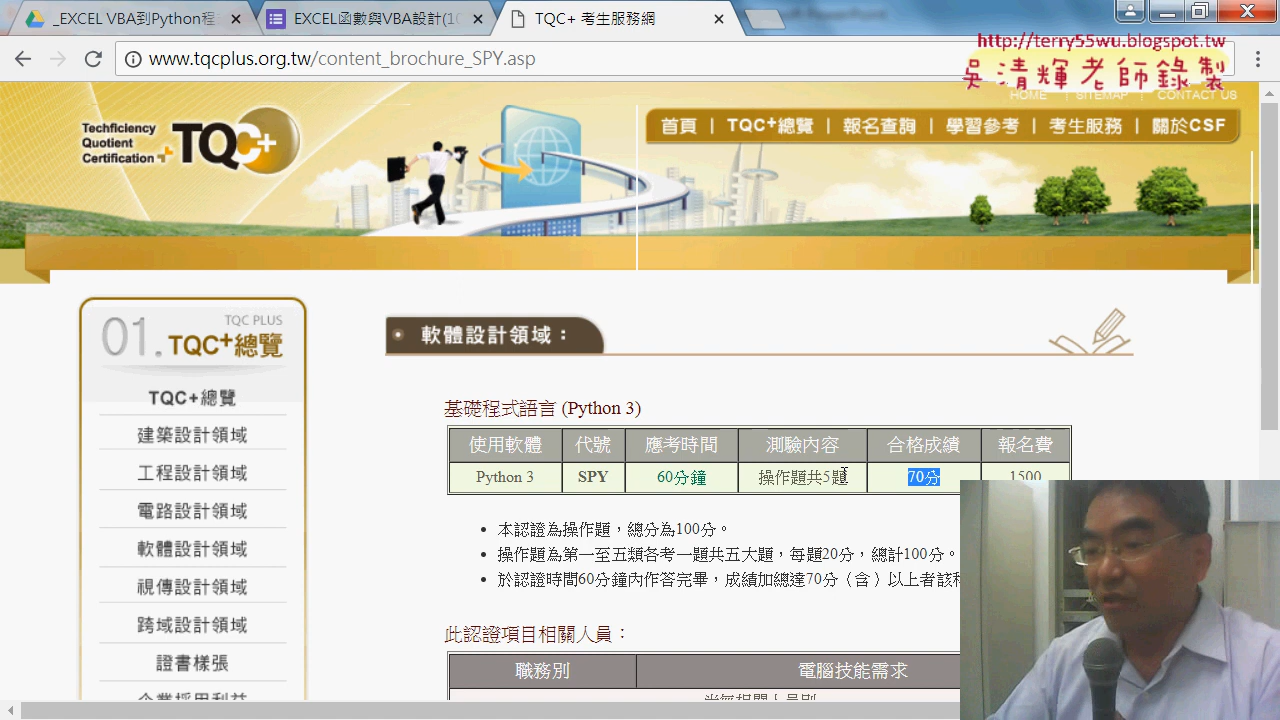 _EXCEL VBA到Python程
EXCEL函數與VBA設計(10
TQC+ 考生服務網
www.tqcplus.org.tw/content_brochure_SPY.asp
http://terry55wu.blogspot.tw
吳清輝老師錄製
HOME | SITEMAP | CONTACT US
Techficiency
Quotient
Certification
TQC+
首頁 | TQC+總覽 | 報名查詢 | 學習參考 | 考生服務 | 關於CSF
01.
TQC PLUS
TQC+總覽
TQC+總覽
建築設計領域
工程設計領域
電路設計領域
軟體設計領域
視傳設計領域
跨域設計領域
證書樣張
企業採用利益
軟體設計領域：
基礎程式語言 (Python 3)
使用軟體 代號 應考時間 測驗內容 合格成績 報名費
Python 3 SPY 60分鐘 操作題共5題 70分 1500
本認證為操作題，總分為100分。
操作題為第一至五類各考一題共五大題，每題20分，總計100分。
於認證時間60分鐘內作答完畢，成績加總達70分（含）以上者該科
此認證項目相關人員：
職務別 電腦技能需求